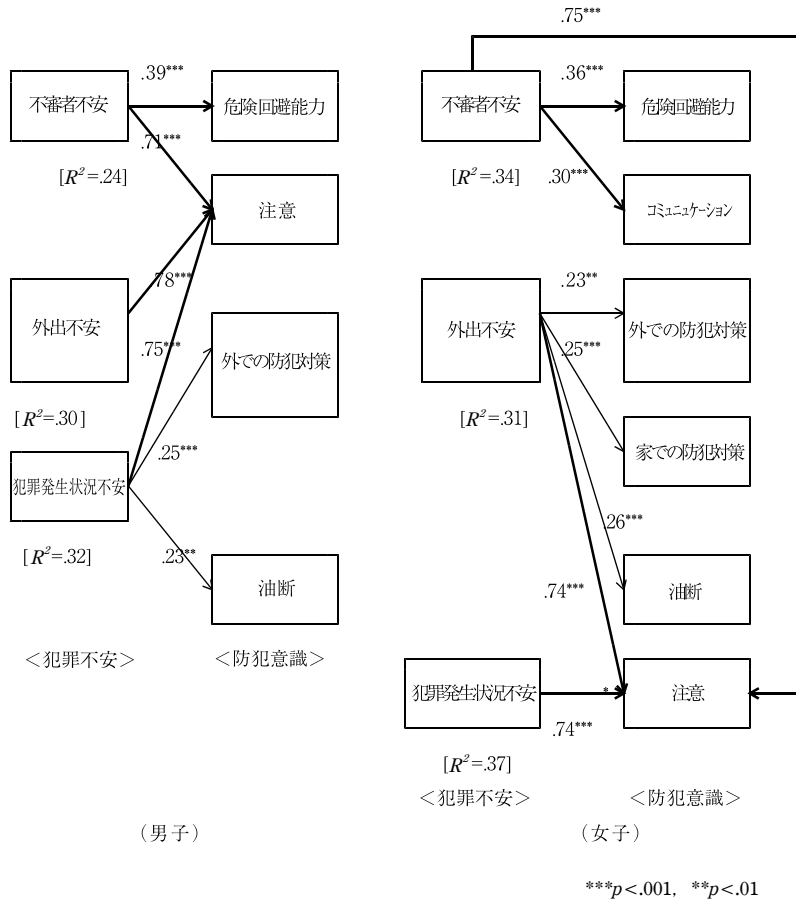 .75***
.39***
不審者不安
危険回避能力
.71***
[R²=.24]
注意
.78***
外出不安
.75***
外での防犯対策
[R²=.30]
.25***
犯罪発生状況不安
[R²=.32]
.23**
油断
<犯罪不安>
<防犯意識>
(男子)
.36***
不審者不安
危険回避能力
[R²=.34]
.30***
コミュニュケーション
.23**
外出不安
外での防犯対策
.25***
[R²=.31]
家での防犯対策
.26***
.74***
油断
犯罪発生状況不安
*
注意
.74***
[R²=.37]
<犯罪不安>
<防犯意識>
(女子)
***p<.001, **p<.01